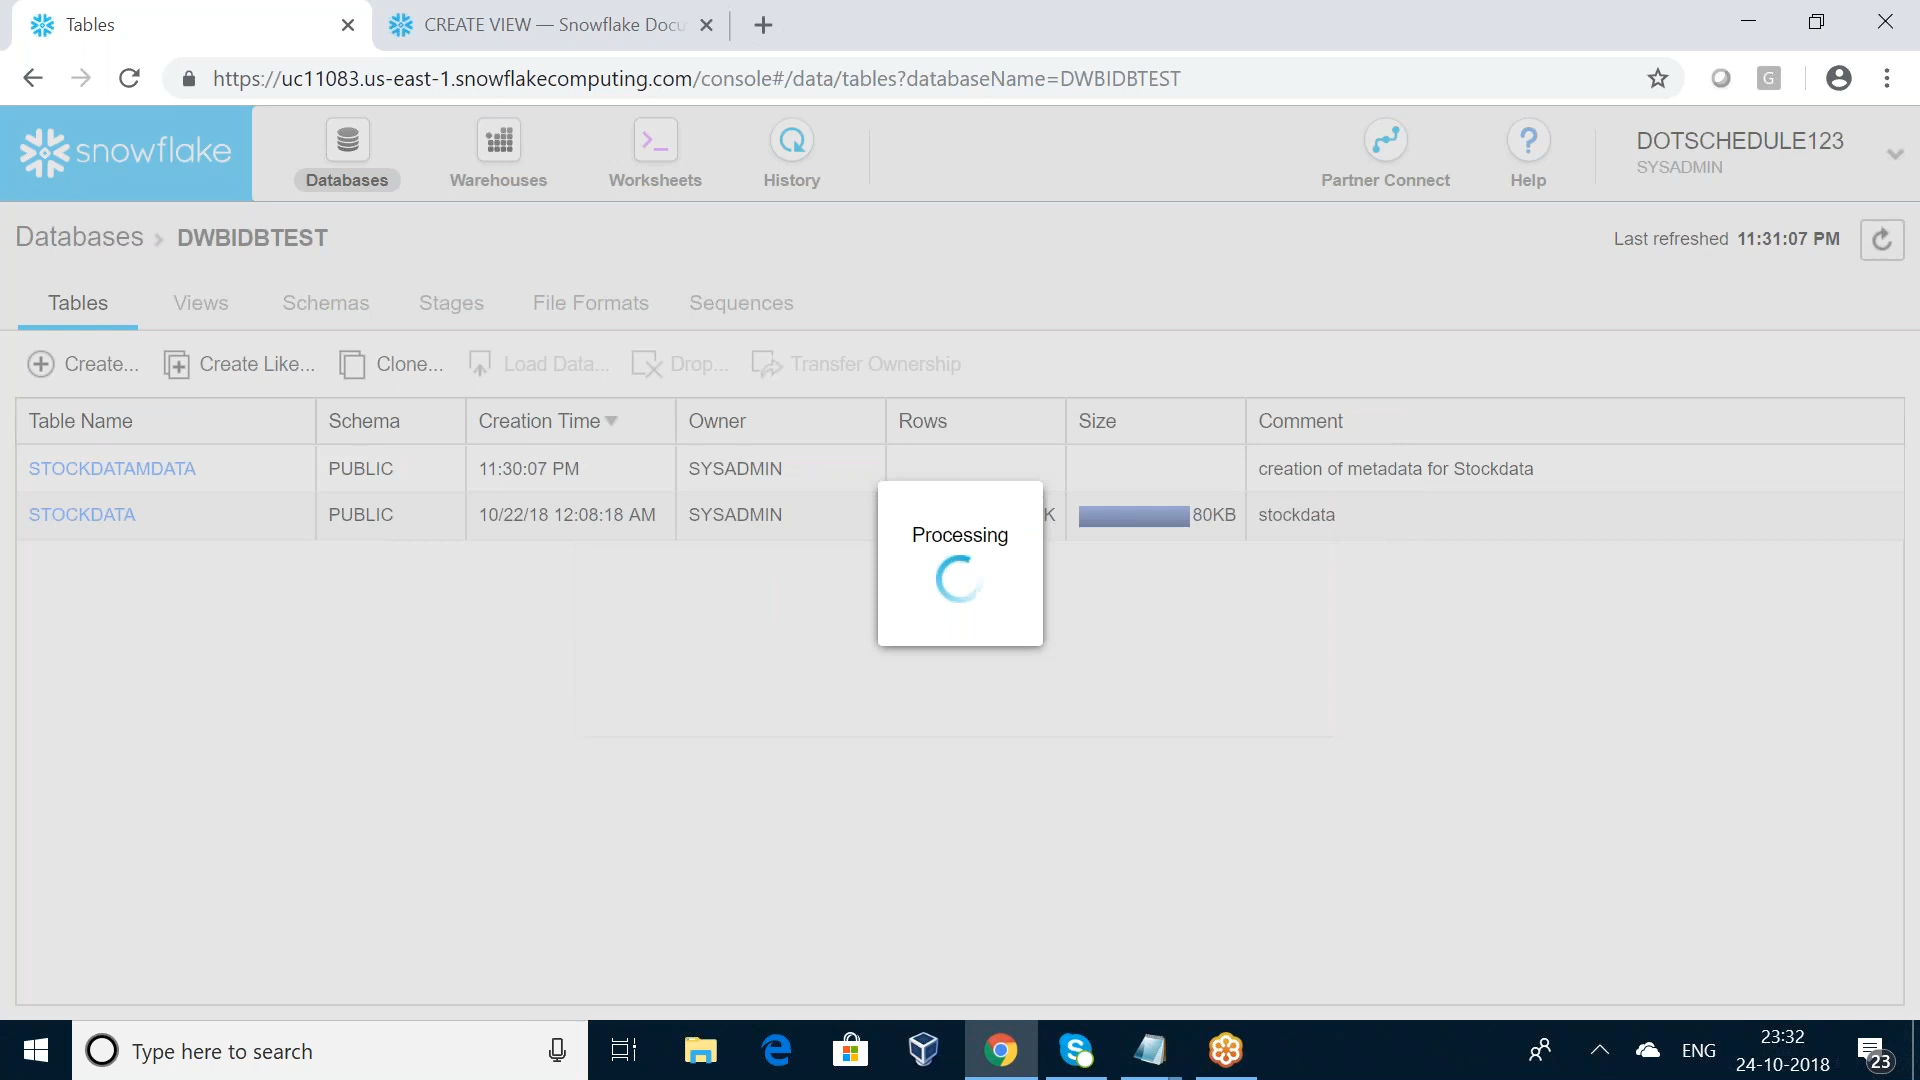 Tables
CREATE VIEW — Snowflake Docu
https://uc11083.us-east-1.snowflakecomputing.com/console#/data/tables?databaseName=DWBIDBTEST
G
snowflake
Databases
Warehouses
Worksheets
History
Partner Connect
Help
DOTSCHEDULE123
SYSADMIN
Databases DWBIDBTEST
Last refreshed 11:31:07 PM
Tables Views Schemas Stages File Formats Sequences
Create... Create Like... Clone... Load Data... Drop... Transfer Ownership
Table Name Schema Creation Time Owner Rows Size Comment
STOCKDATAMDATA PUBLIC 11:30:07 PM SYSADMIN creation of metadata for Stockdata
STOCKDATA PUBLIC 10/22/18 12:08:18 AM SYSADMIN K 80KB stockdata
Processing
Type here to search
ENG
23:32
24-10-2018
23